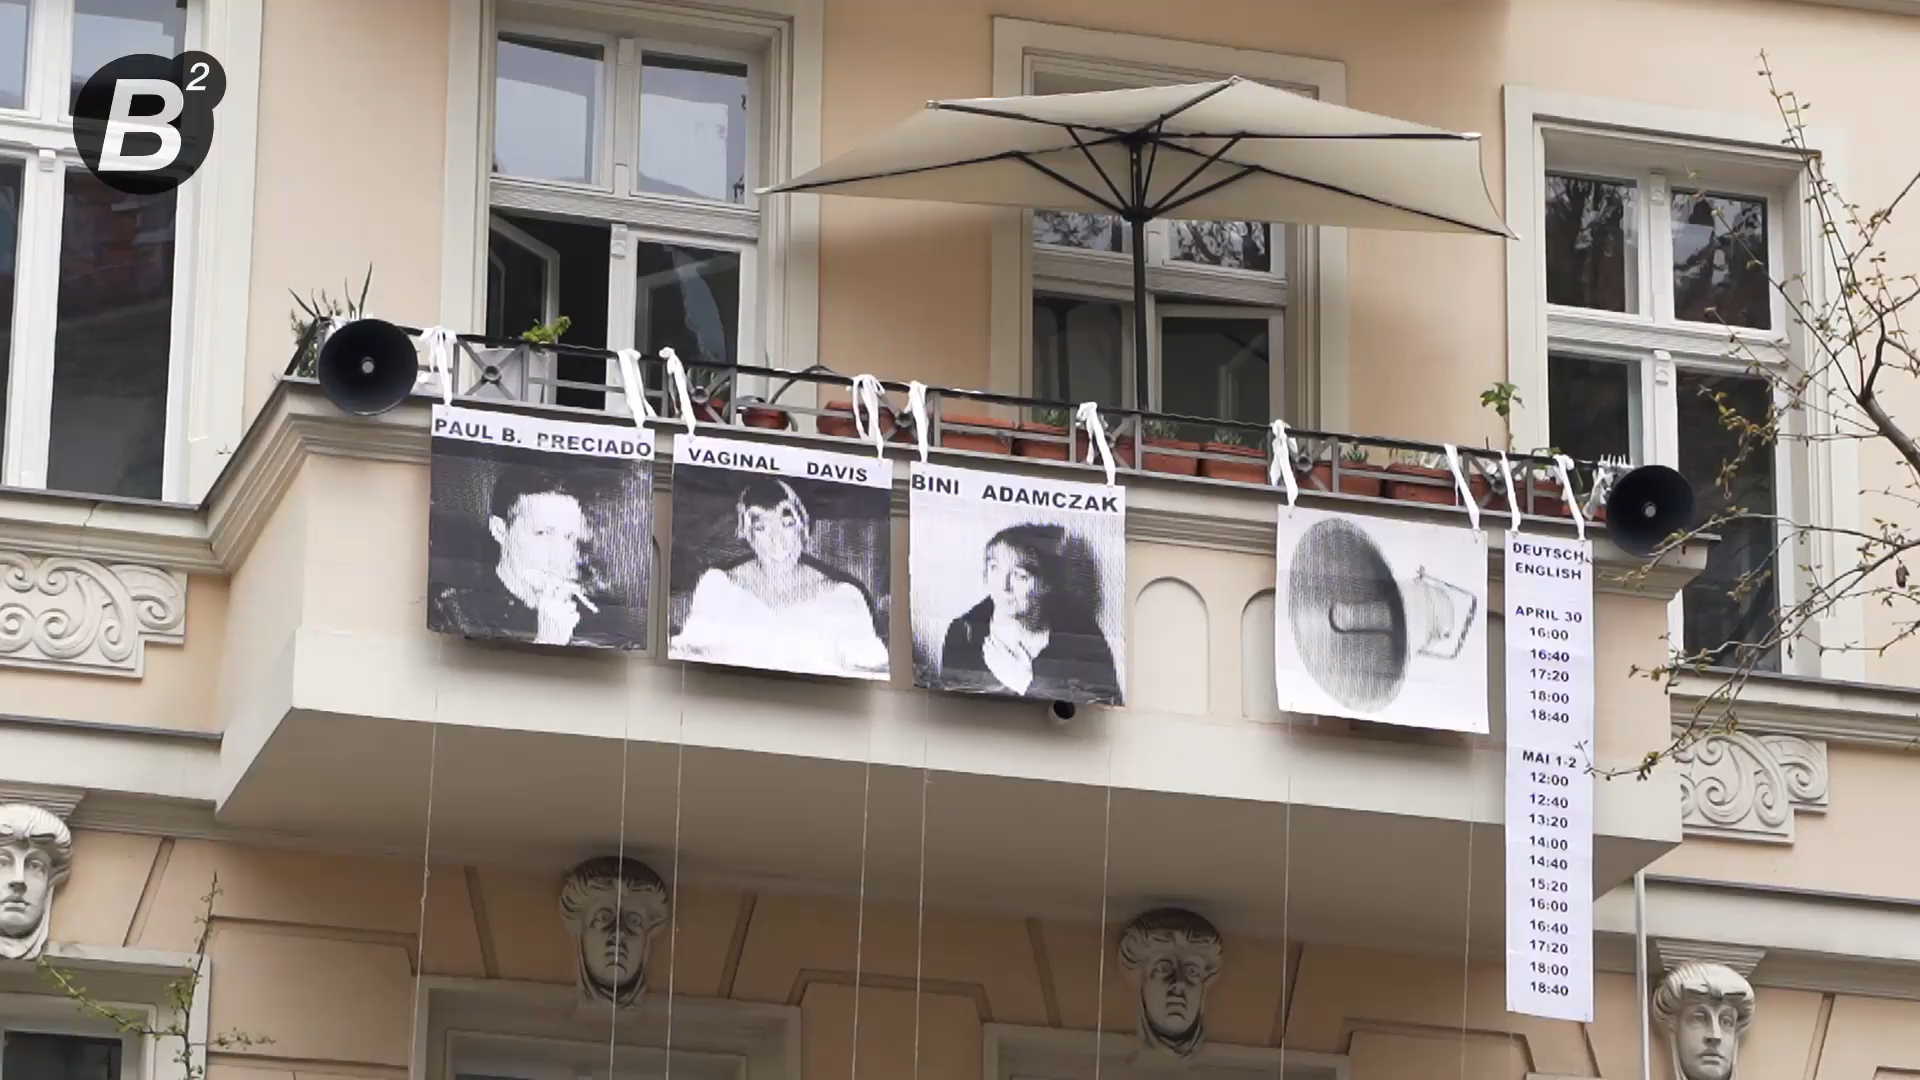 B²
PAUL B. PRECIADO
VAGINAL DAVIS
BINI ADAMCZAK
DEUTSCH
ENGLISH
APRIL 30
16:00
16:40
17:20
18:00
18:40
MAI 1-2
12:00
12:40
13:20
14:00
14:40
15:20
16:00
16:40
17:20
18:00
18:40